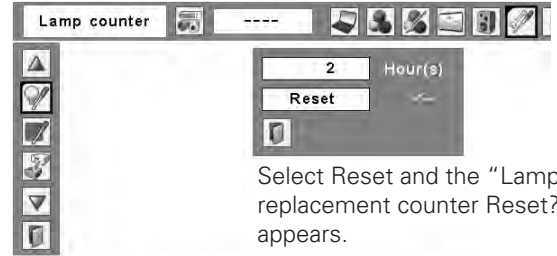 Lamp counter ----
2 Hour(s)
Reset
Select Reset and the “Lamp
replacement counter Reset?
appears.